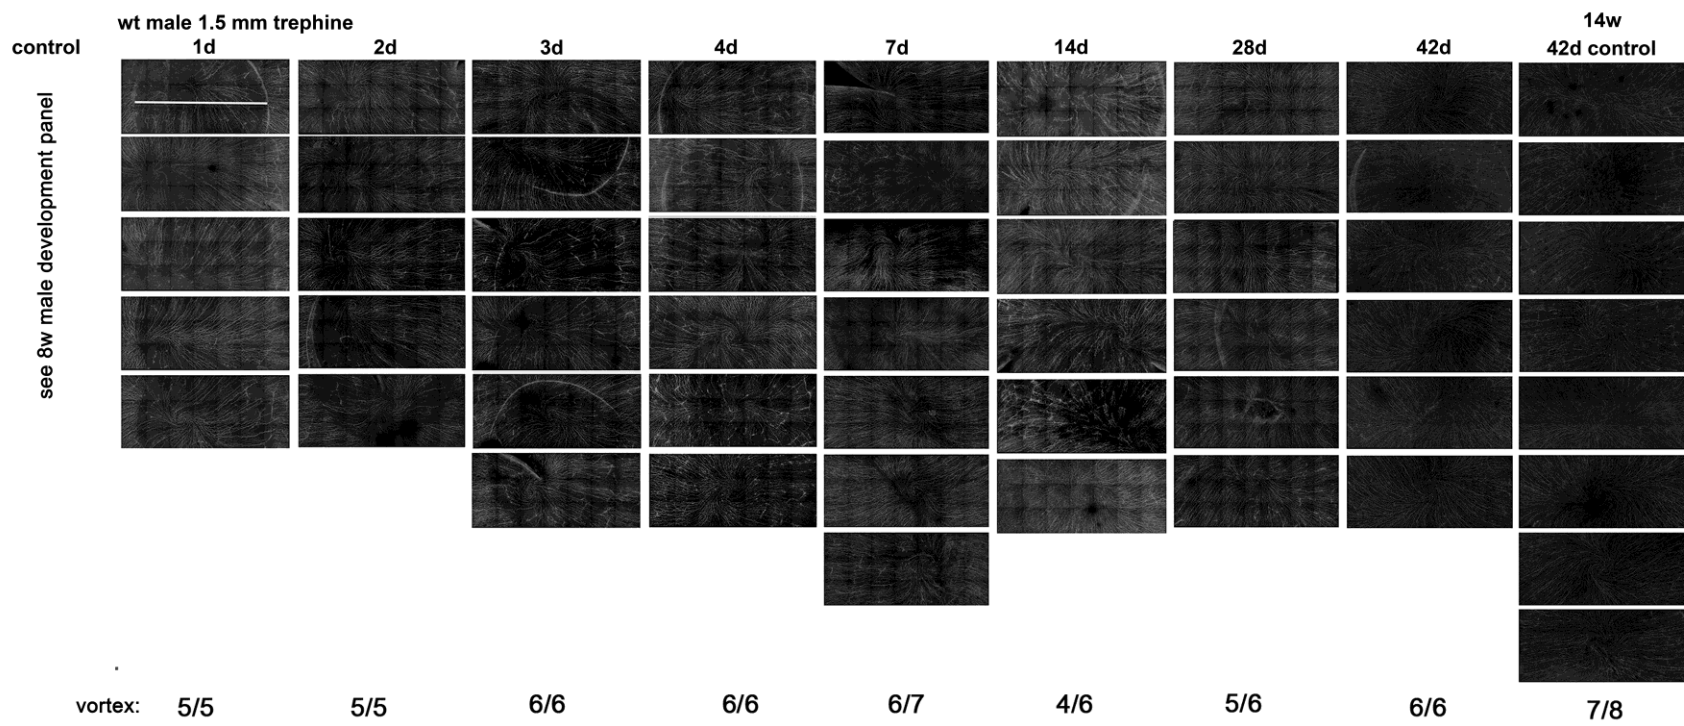 wt male 1.5 mm trephine
14w
control 1d 2d 3d 4d 7d 14d 28d 42d 42d control
see 8w male development panel
vortex: 5/5 5/5 6/6 6/6 6/7 4/6 5/6 6/6 7/8